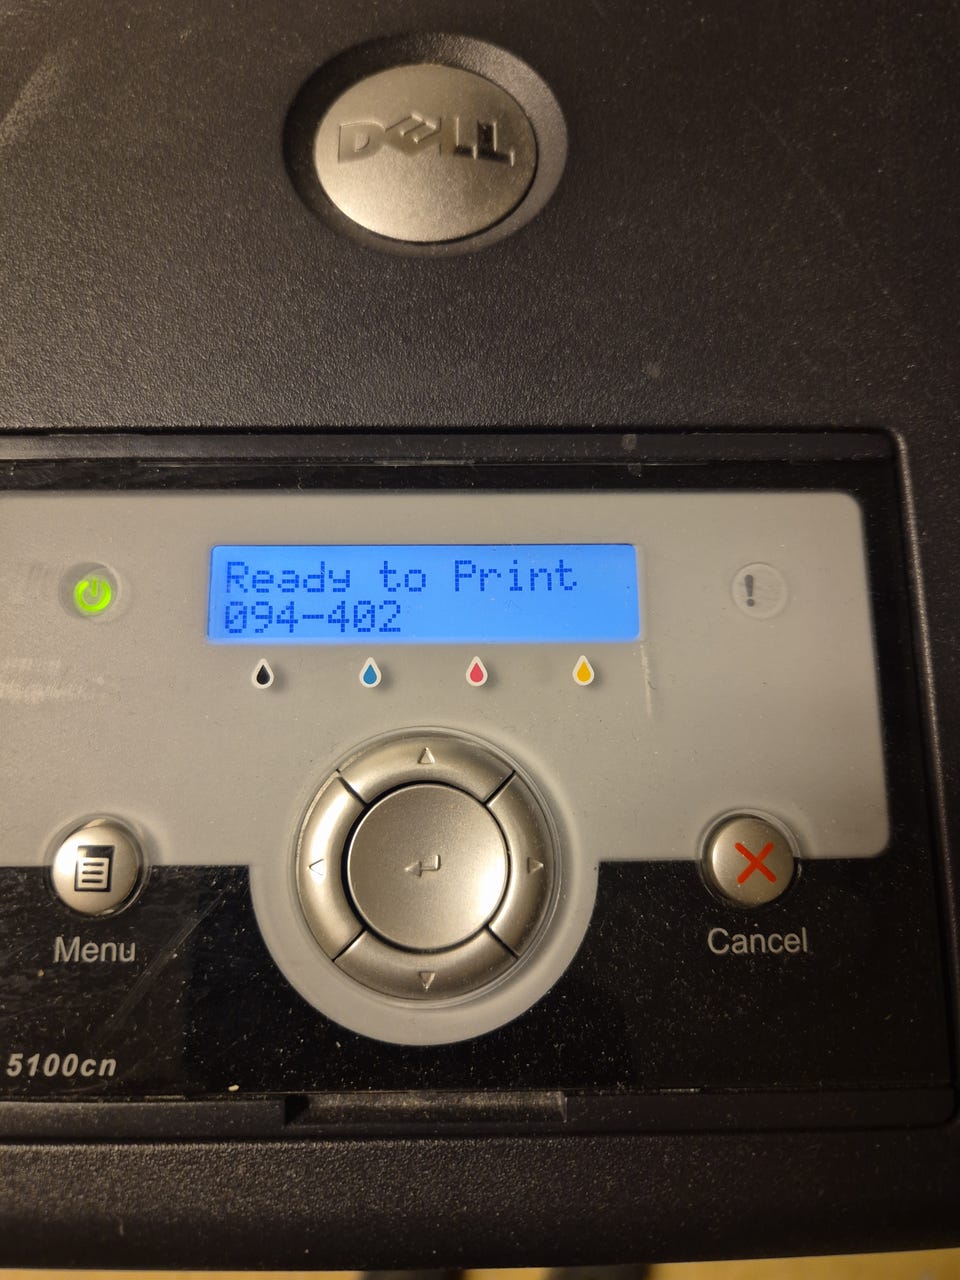 DELL
Ready to Print
094-402
Menu
Cancel
5100cn